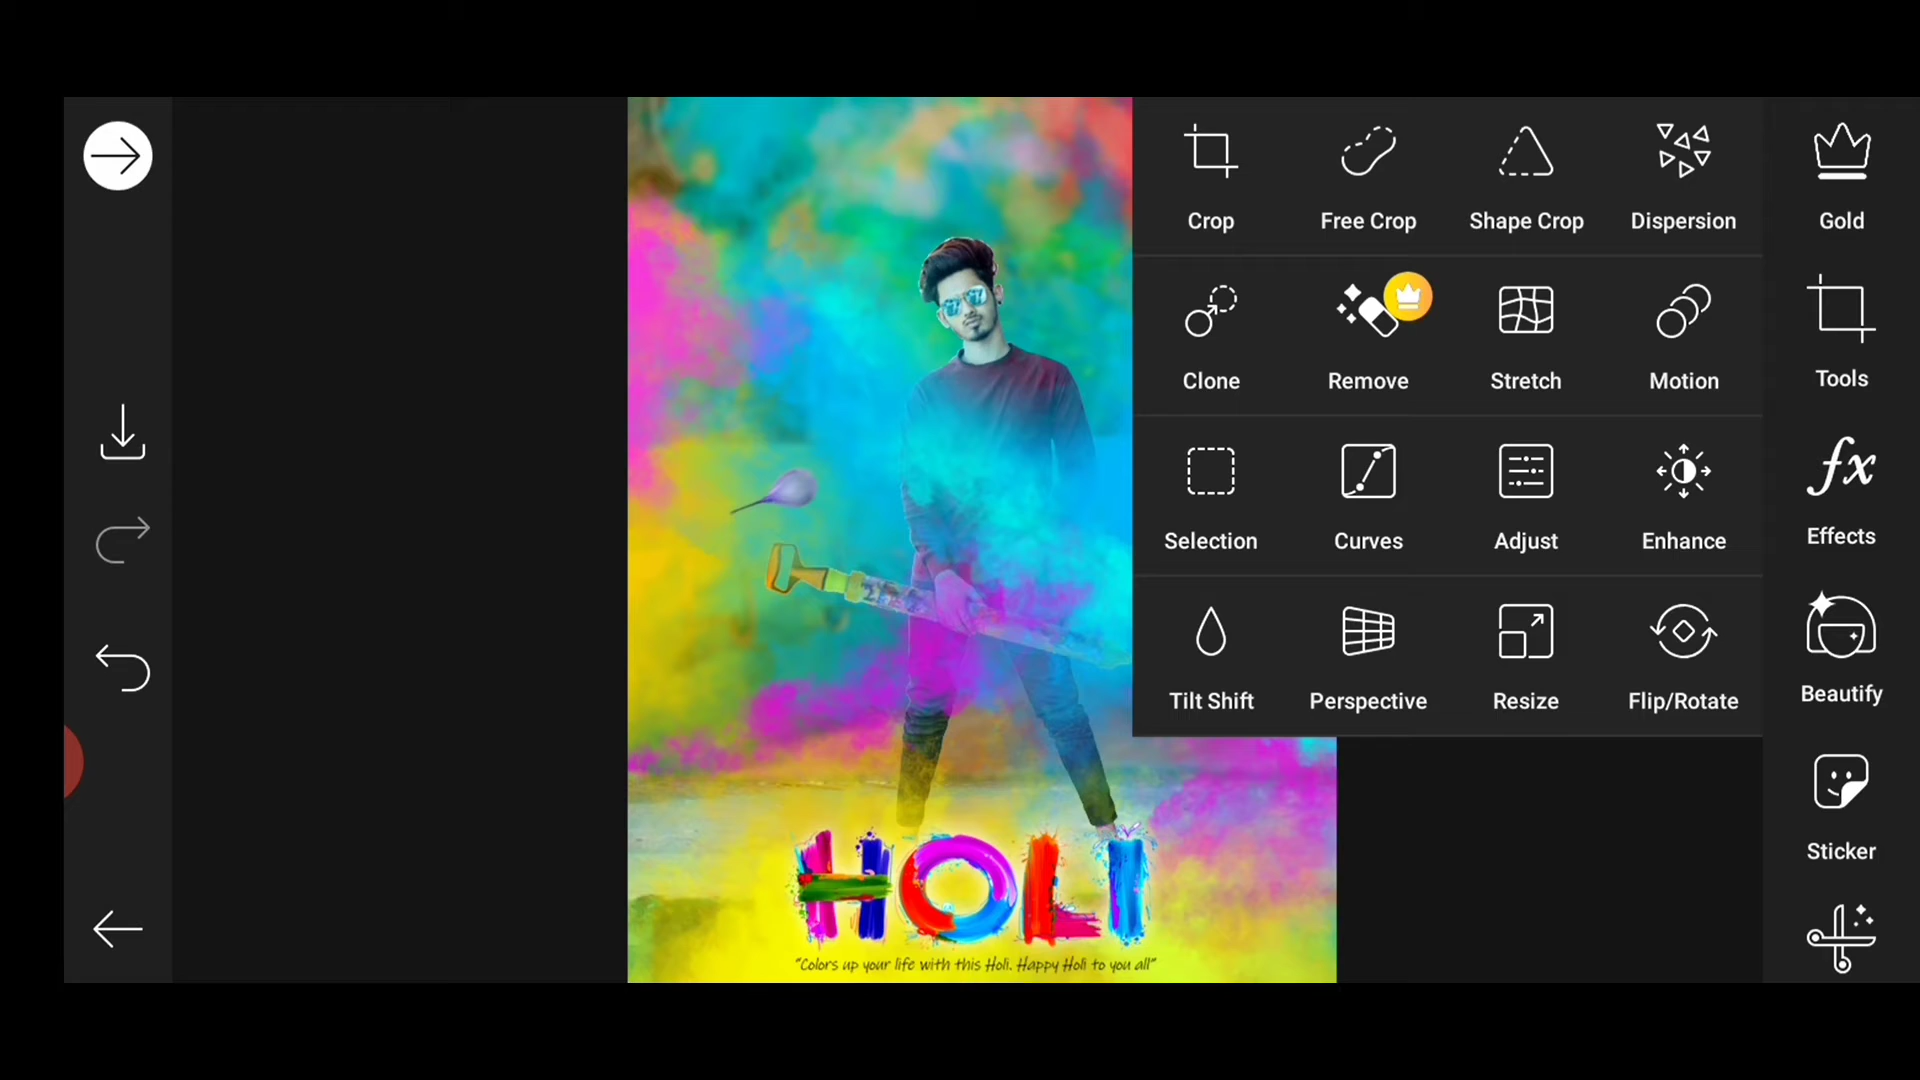 Crop
Free Crop
Shape Crop
Dispersion
Gold
Clone
Remove
Stretch
Motion
Tools
Selection
Curves
Adjust
Enhance
fx
Effects
Tilt Shift
Perspective
Resize
Flip/Rotate
Beautify
Sticker
HOLI
"Colors up your life with this Holi. Happy Holi to you all"